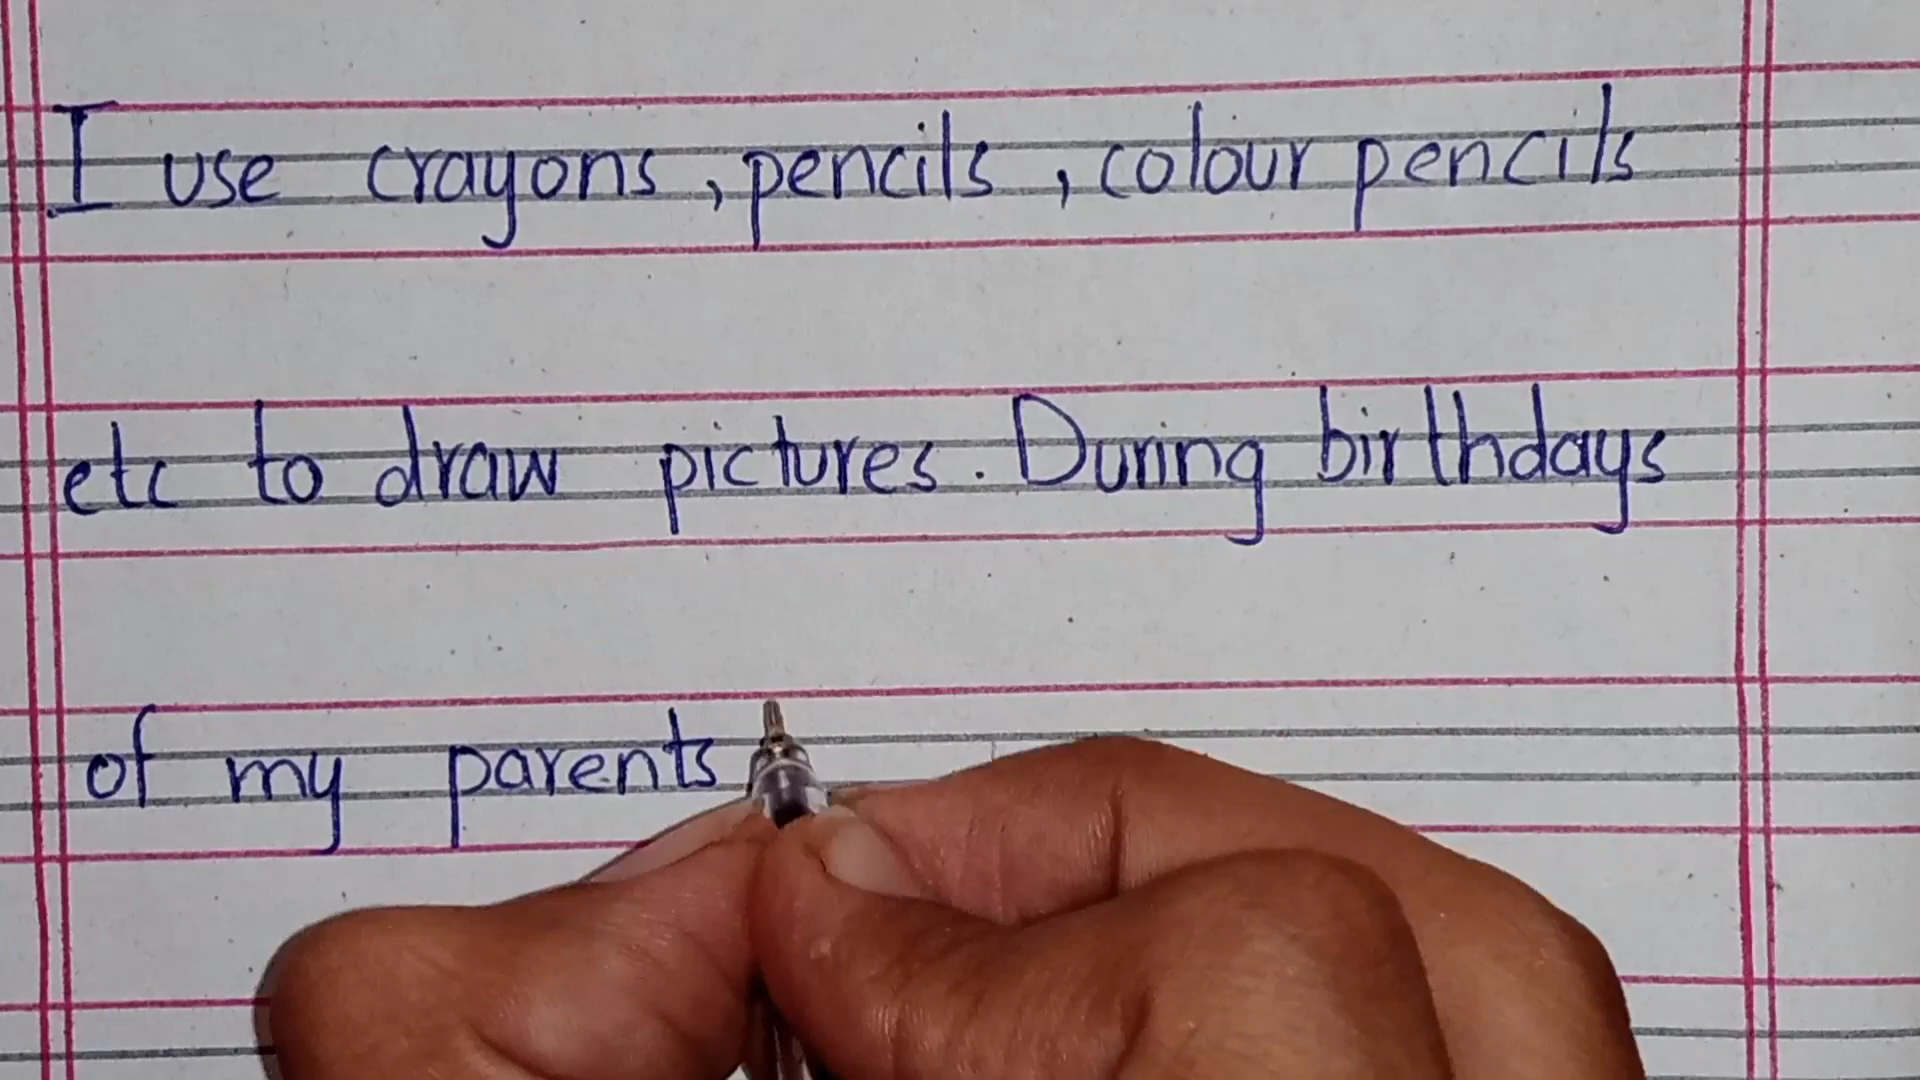 I use crayons, pencils, colour pencils
etc to draw pictures. During birthdays
of my parents